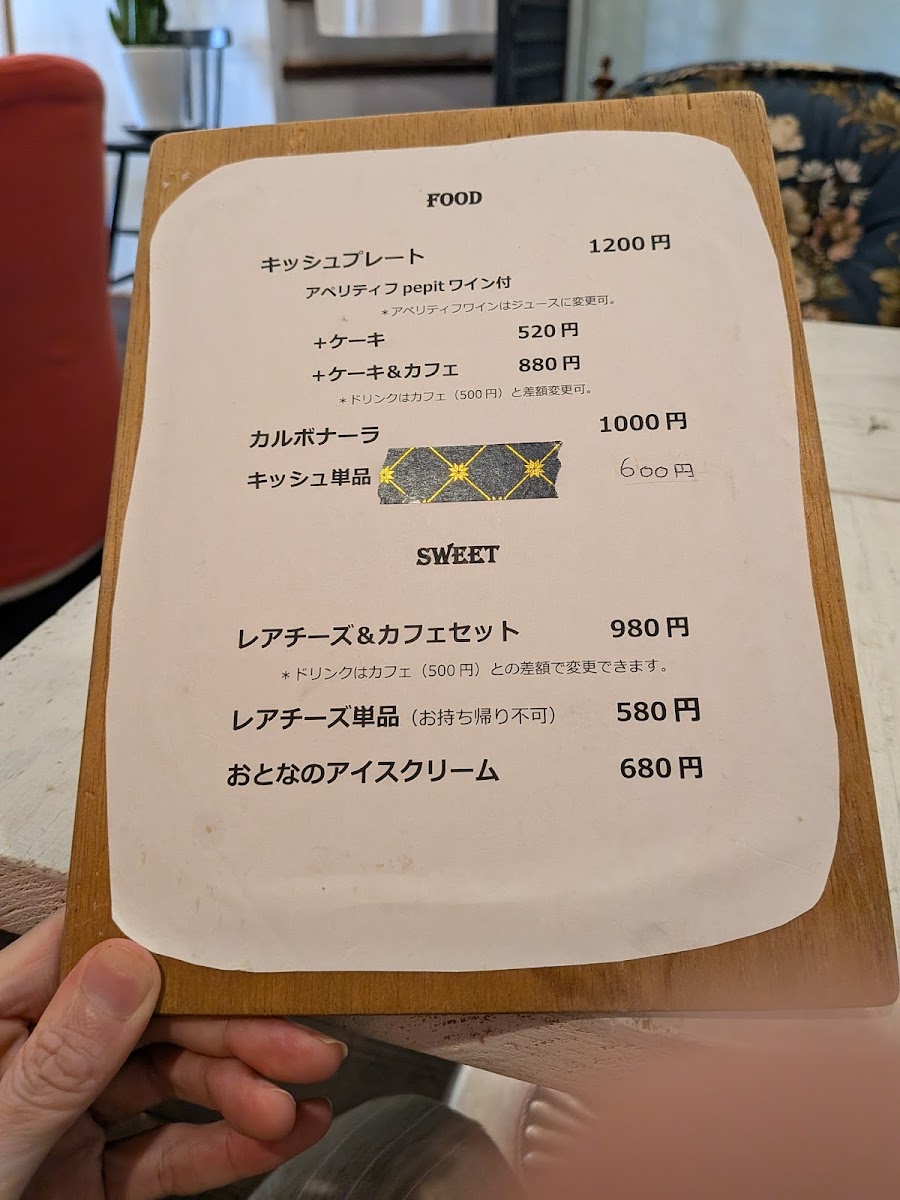 FOOD
キッシュプレート 1200円
アペリティフ pepit ワイン付
＊アペリティフワインはジュースに変更可。
＋ケーキ 520円
＋ケーキ＆カフェ 880円
＊ドリンクはカフェ（500円）と差額変更可。
カルボナーラ 1000円
キッシュ単品 600円
SWEET
レアチーズ＆カフェセット 980円
＊ドリンクはカフェ（500円）との差額で変更できます。
レアチーズ単品（お持ち帰り不可） 580円
おとなのアイスクリーム 680円